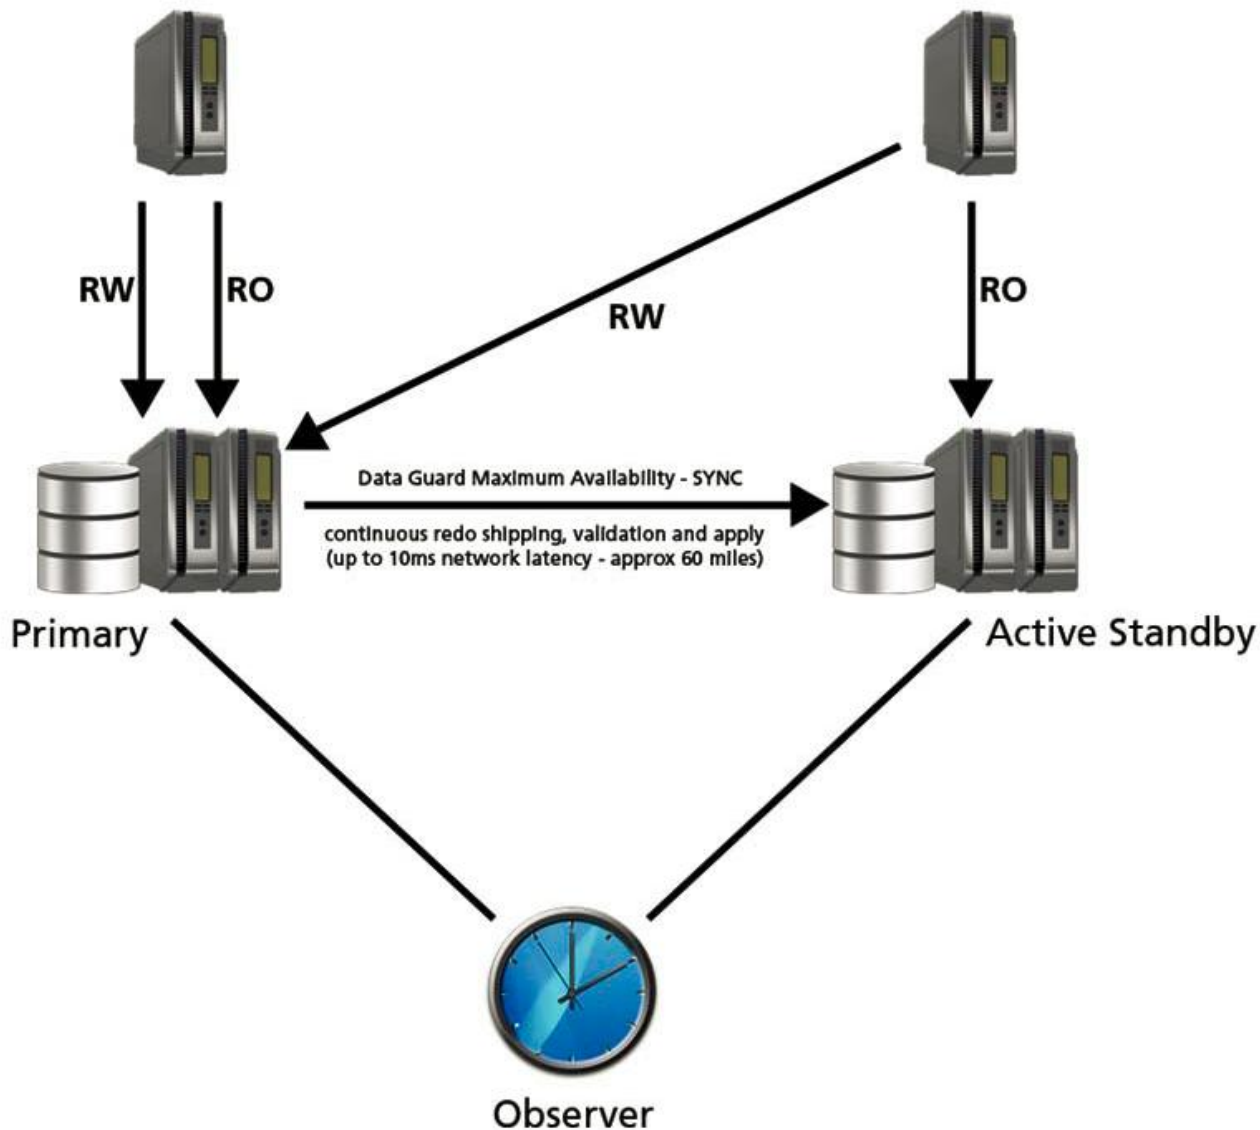 RW
RO
RW
RO
Data Guard Maximum Availability - SYNC
continuous redo shipping, validation and apply
(up to 10ms network latency - approx 60 miles)
Primary
Active Standby
Observer